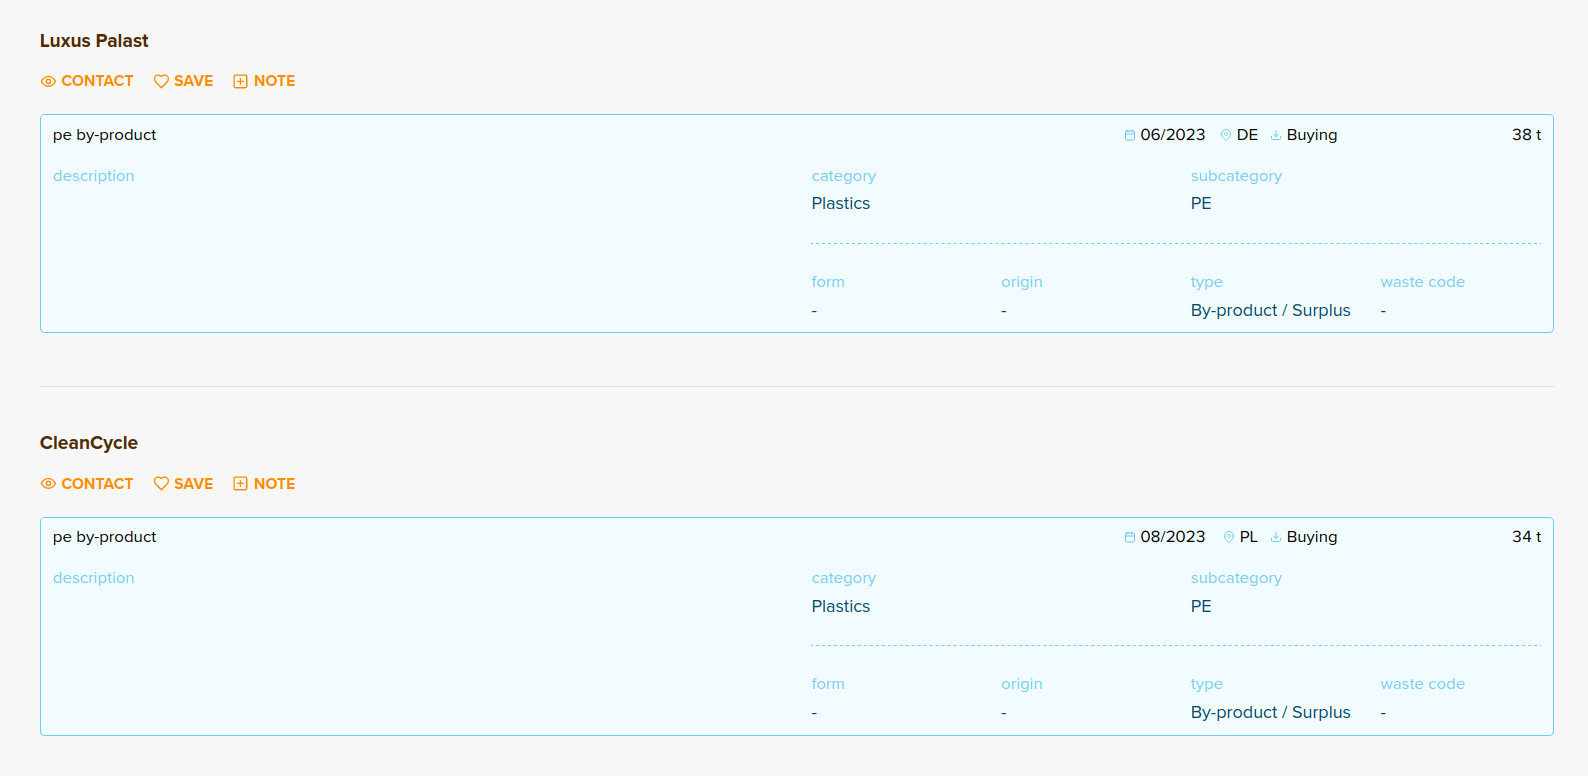 Luxus Palast
CONTACT SAVE NOTE
pe by-product 06/2023 DE Buying 38 t
description category subcategory
Plastics PE
form origin type waste code
- - By-product / Surplus -
CleanCycle
CONTACT SAVE NOTE
pe by-product 08/2023 PL Buying 34 t
description category subcategory
Plastics PE
form origin type waste code
- - By-product / Surplus -